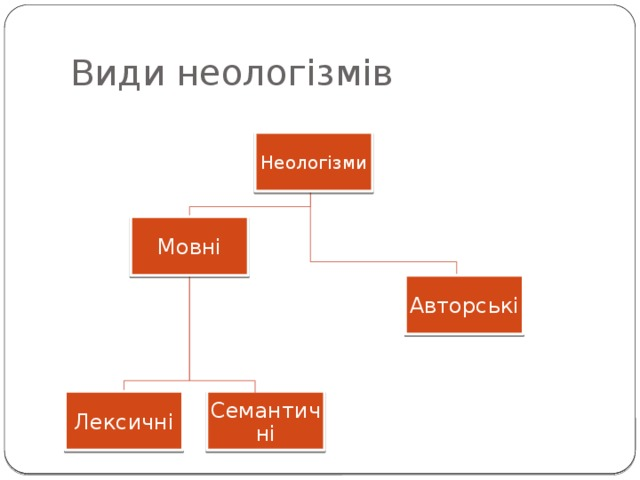 Види неологізмів
Неологізми
Мовні
Авторські
Лексичні
Семантич
ні